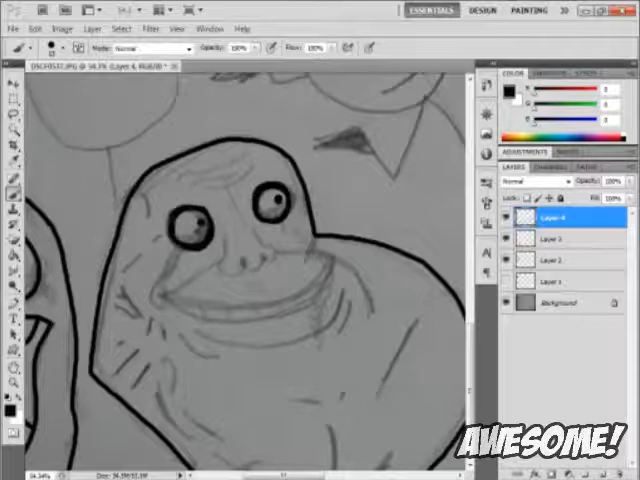 ESSENTIALS DESIGN PAINTING
File Edit Image Layer Select Filter View Window Help
Mode: Normal Opacity: 100% Flow: 100%
COLOR
ADJUSTMENTS
LAYERS
Normal Opacity: 100%
Lock: Fill: 100%
Layer 4
Layer 3
Layer 2
Layer 1
Background
AWESOME!